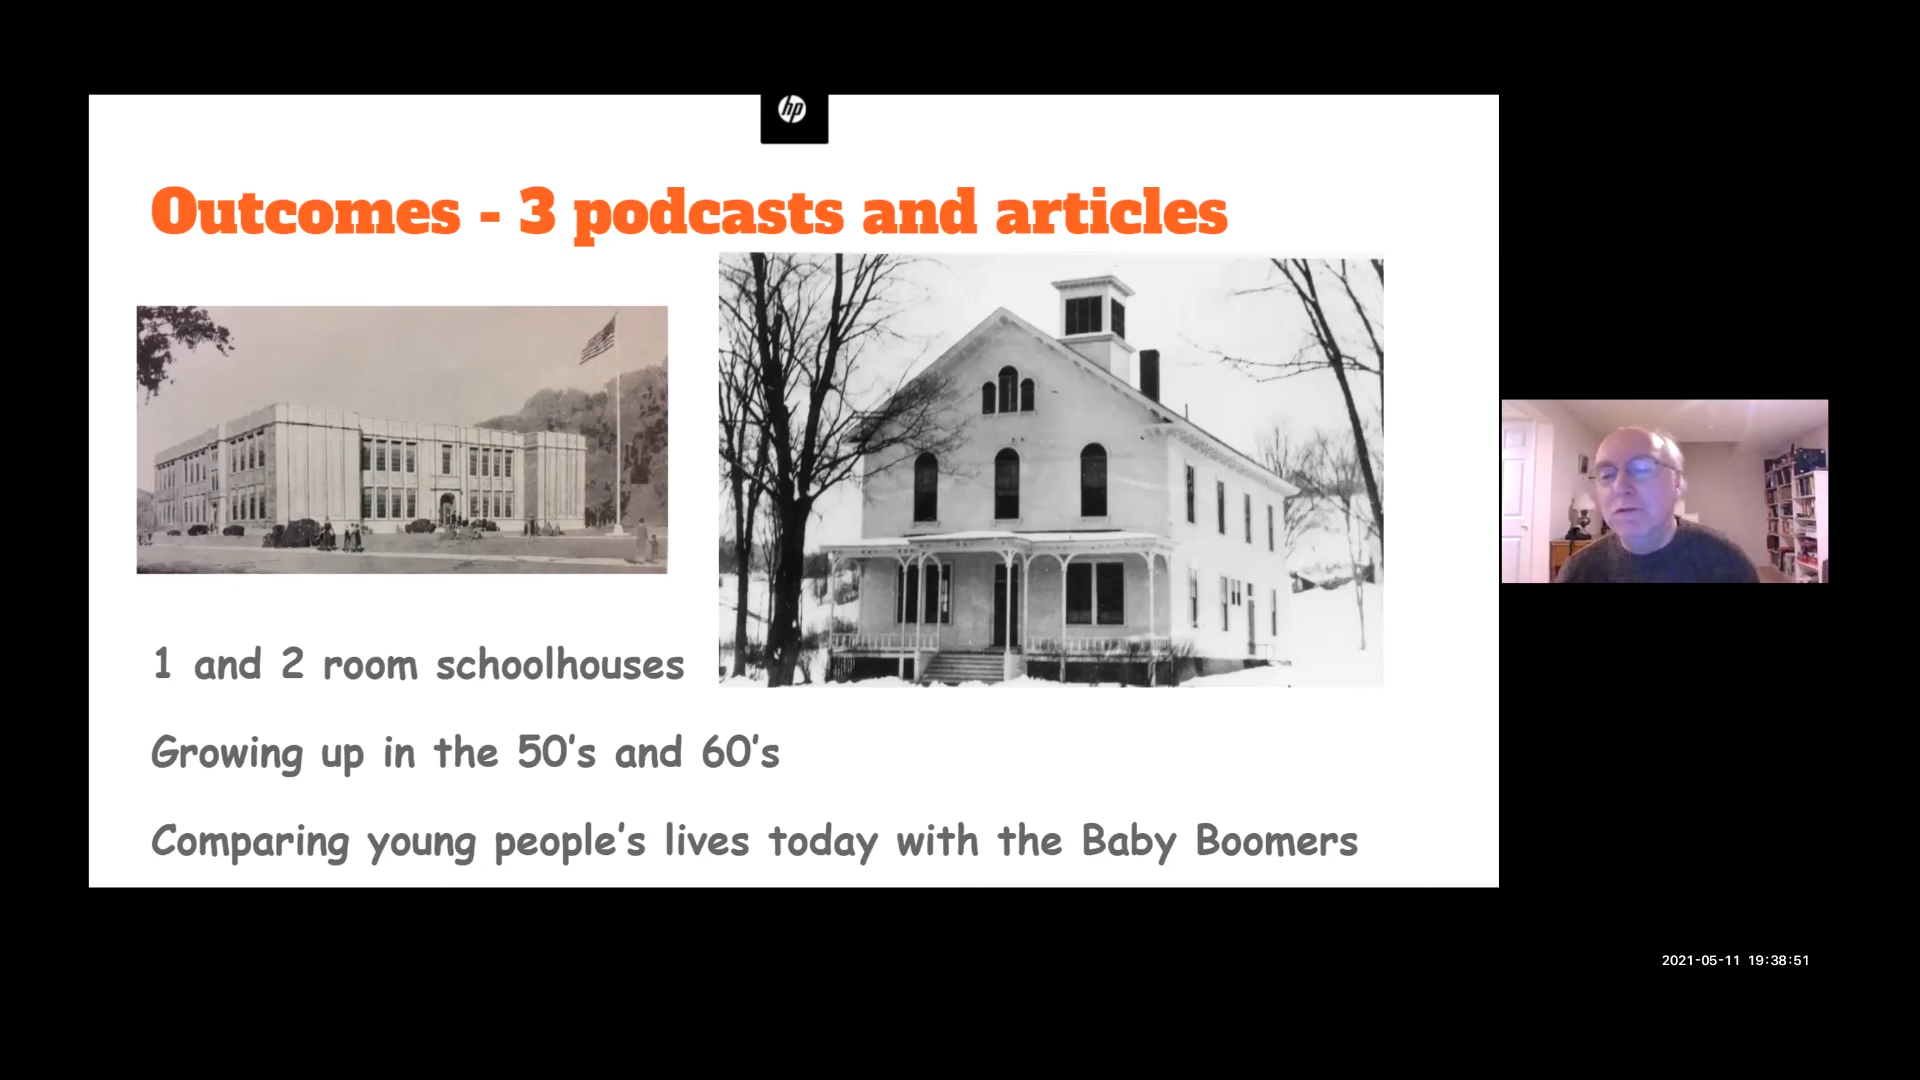 hp
Outcomes - 3 podcasts and articles
1 and 2 room schoolhouses
Growing up in the 50's and 60's
Comparing young people's lives today with the Baby Boomers
2021-05-11 19:38:51